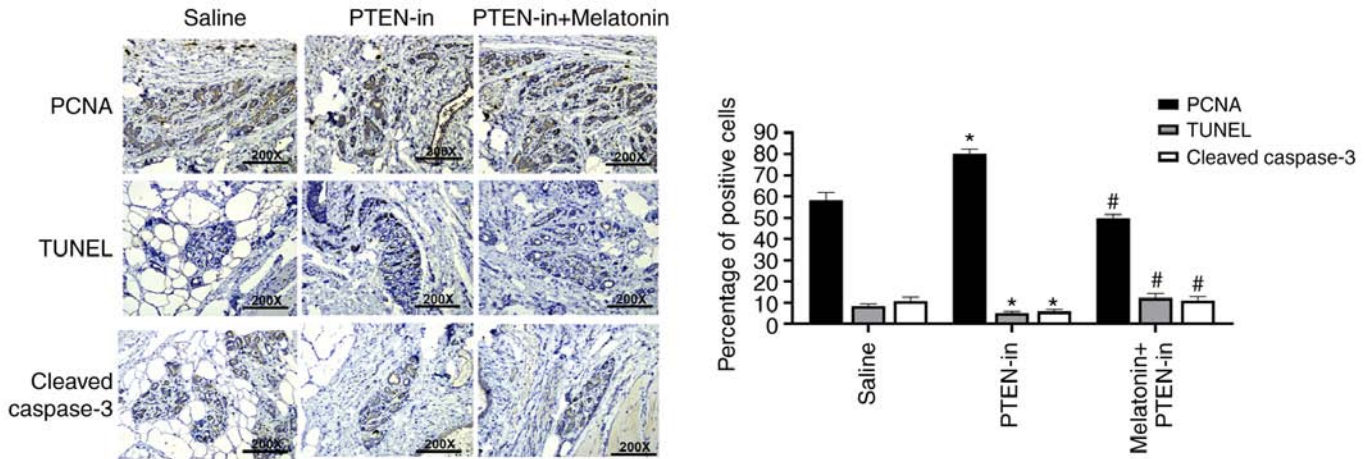 Saline PTEN-in PTEN-in+Melatonin
PCNA
200X 200X 200X
TUNEL
200X 200X 200X
Cleaved
caspase-3
200X 200X 200X
PCNA
TUNEL
Cleaved caspase-3
Percentage of positive cells
90
80
70
60
50
40
30
20
10
0
*
* *
#
# #
Saline
PTEN-in
Melatonin+
PTEN-in